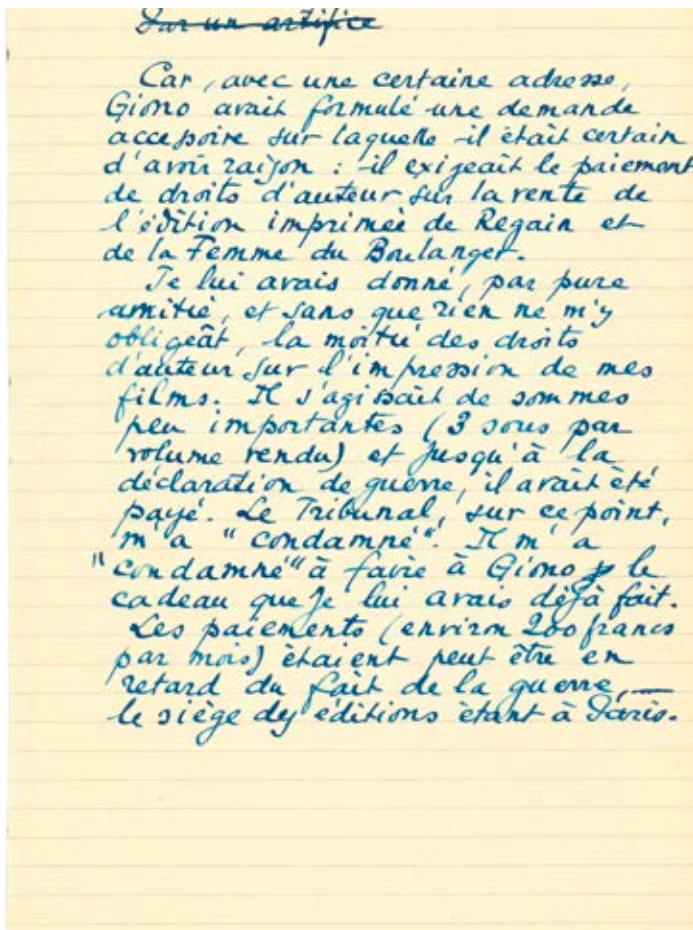 Par un artifice
Car, avec une certaine adresse,
Giono avait formulé une demande
accessoire sur laquelle il était certain
d'avoir raison : il exigeait le paiement
de droits d'auteur sur la vente de
l'édition imprimée de Regain et
de la Femme du Boulanger.
Je lui avais donné, par pure
amitié, et sans que rien ne m'y
obligeât, la moitié des droits
d'auteur sur l'impression de mes
films. Il s'agissait de sommes
peu importantes (3 sous par
volume vendu) et jusqu'à la
déclaration de guerre, il avait été
payé. Le Tribunal, sur ce point,
m'a "condamné". Il m'a
"condamné" à faire à Giono le
cadeau que je lui avais déjà fait.
Les paiements (environ 200 francs
par mois) étaient peut être en
retard du fait de la guerre, —
le siège des éditions étant à Paris.